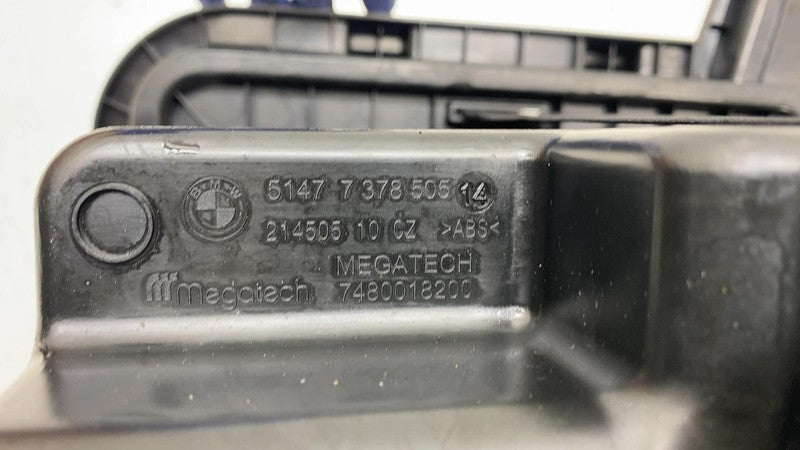 BMW
5147 7 378 505 14
214505 10 CZ >ABS<
MEGATECH
megatech 7480018200